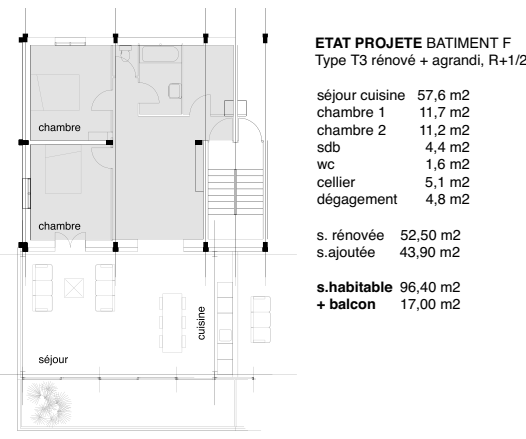 ETAT PROJETE BATIMENT F
Type T3 rénové + agrandi, R+1/2
séjour cuisine 57,6 m2
chambre 1 11,7 m2
chambre 2 11,2 m2
sdb 4,4 m2
wc 1,6 m2
cellier 5,1 m2
dégagement 4,8 m2
s. rénovée 52,50 m2
s.ajoutée 43,90 m2
s.habitable 96,40 m2
+ balcon 17,00 m2
chambre
chambre
cuisine
séjour